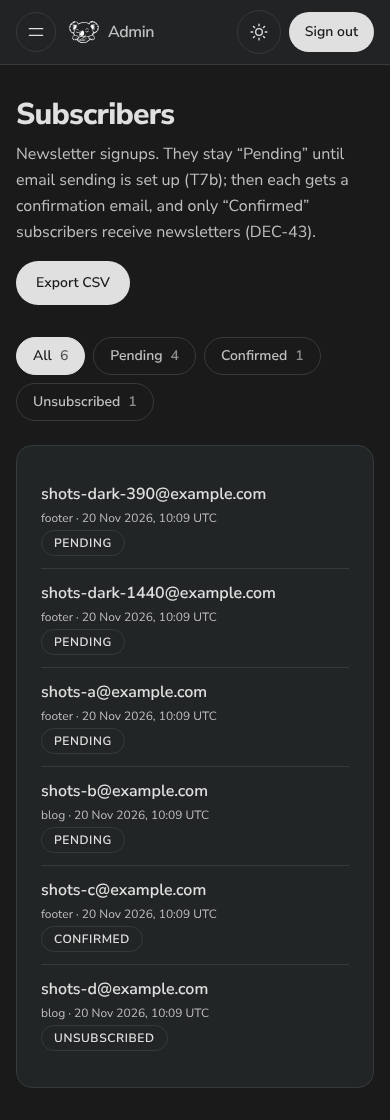 Admin
Sign out
Subscribers
Newsletter signups. They stay “Pending” until
email sending is set up (T7b); then each gets a
confirmation email, and only “Confirmed”
subscribers receive newsletters (DEC-43).
Export CSV
All 6
Pending 4
Confirmed 1
Unsubscribed 1
shots-dark-390@example.com
footer · 20 Nov 2026, 10:09 UTC
PENDING
shots-dark-1440@example.com
footer · 20 Nov 2026, 10:09 UTC
PENDING
shots-a@example.com
footer · 20 Nov 2026, 10:09 UTC
PENDING
shots-b@example.com
blog · 20 Nov 2026, 10:09 UTC
PENDING
shots-c@example.com
footer · 20 Nov 2026, 10:09 UTC
CONFIRMED
shots-d@example.com
blog · 20 Nov 2026, 10:09 UTC
UNSUBSCRIBED